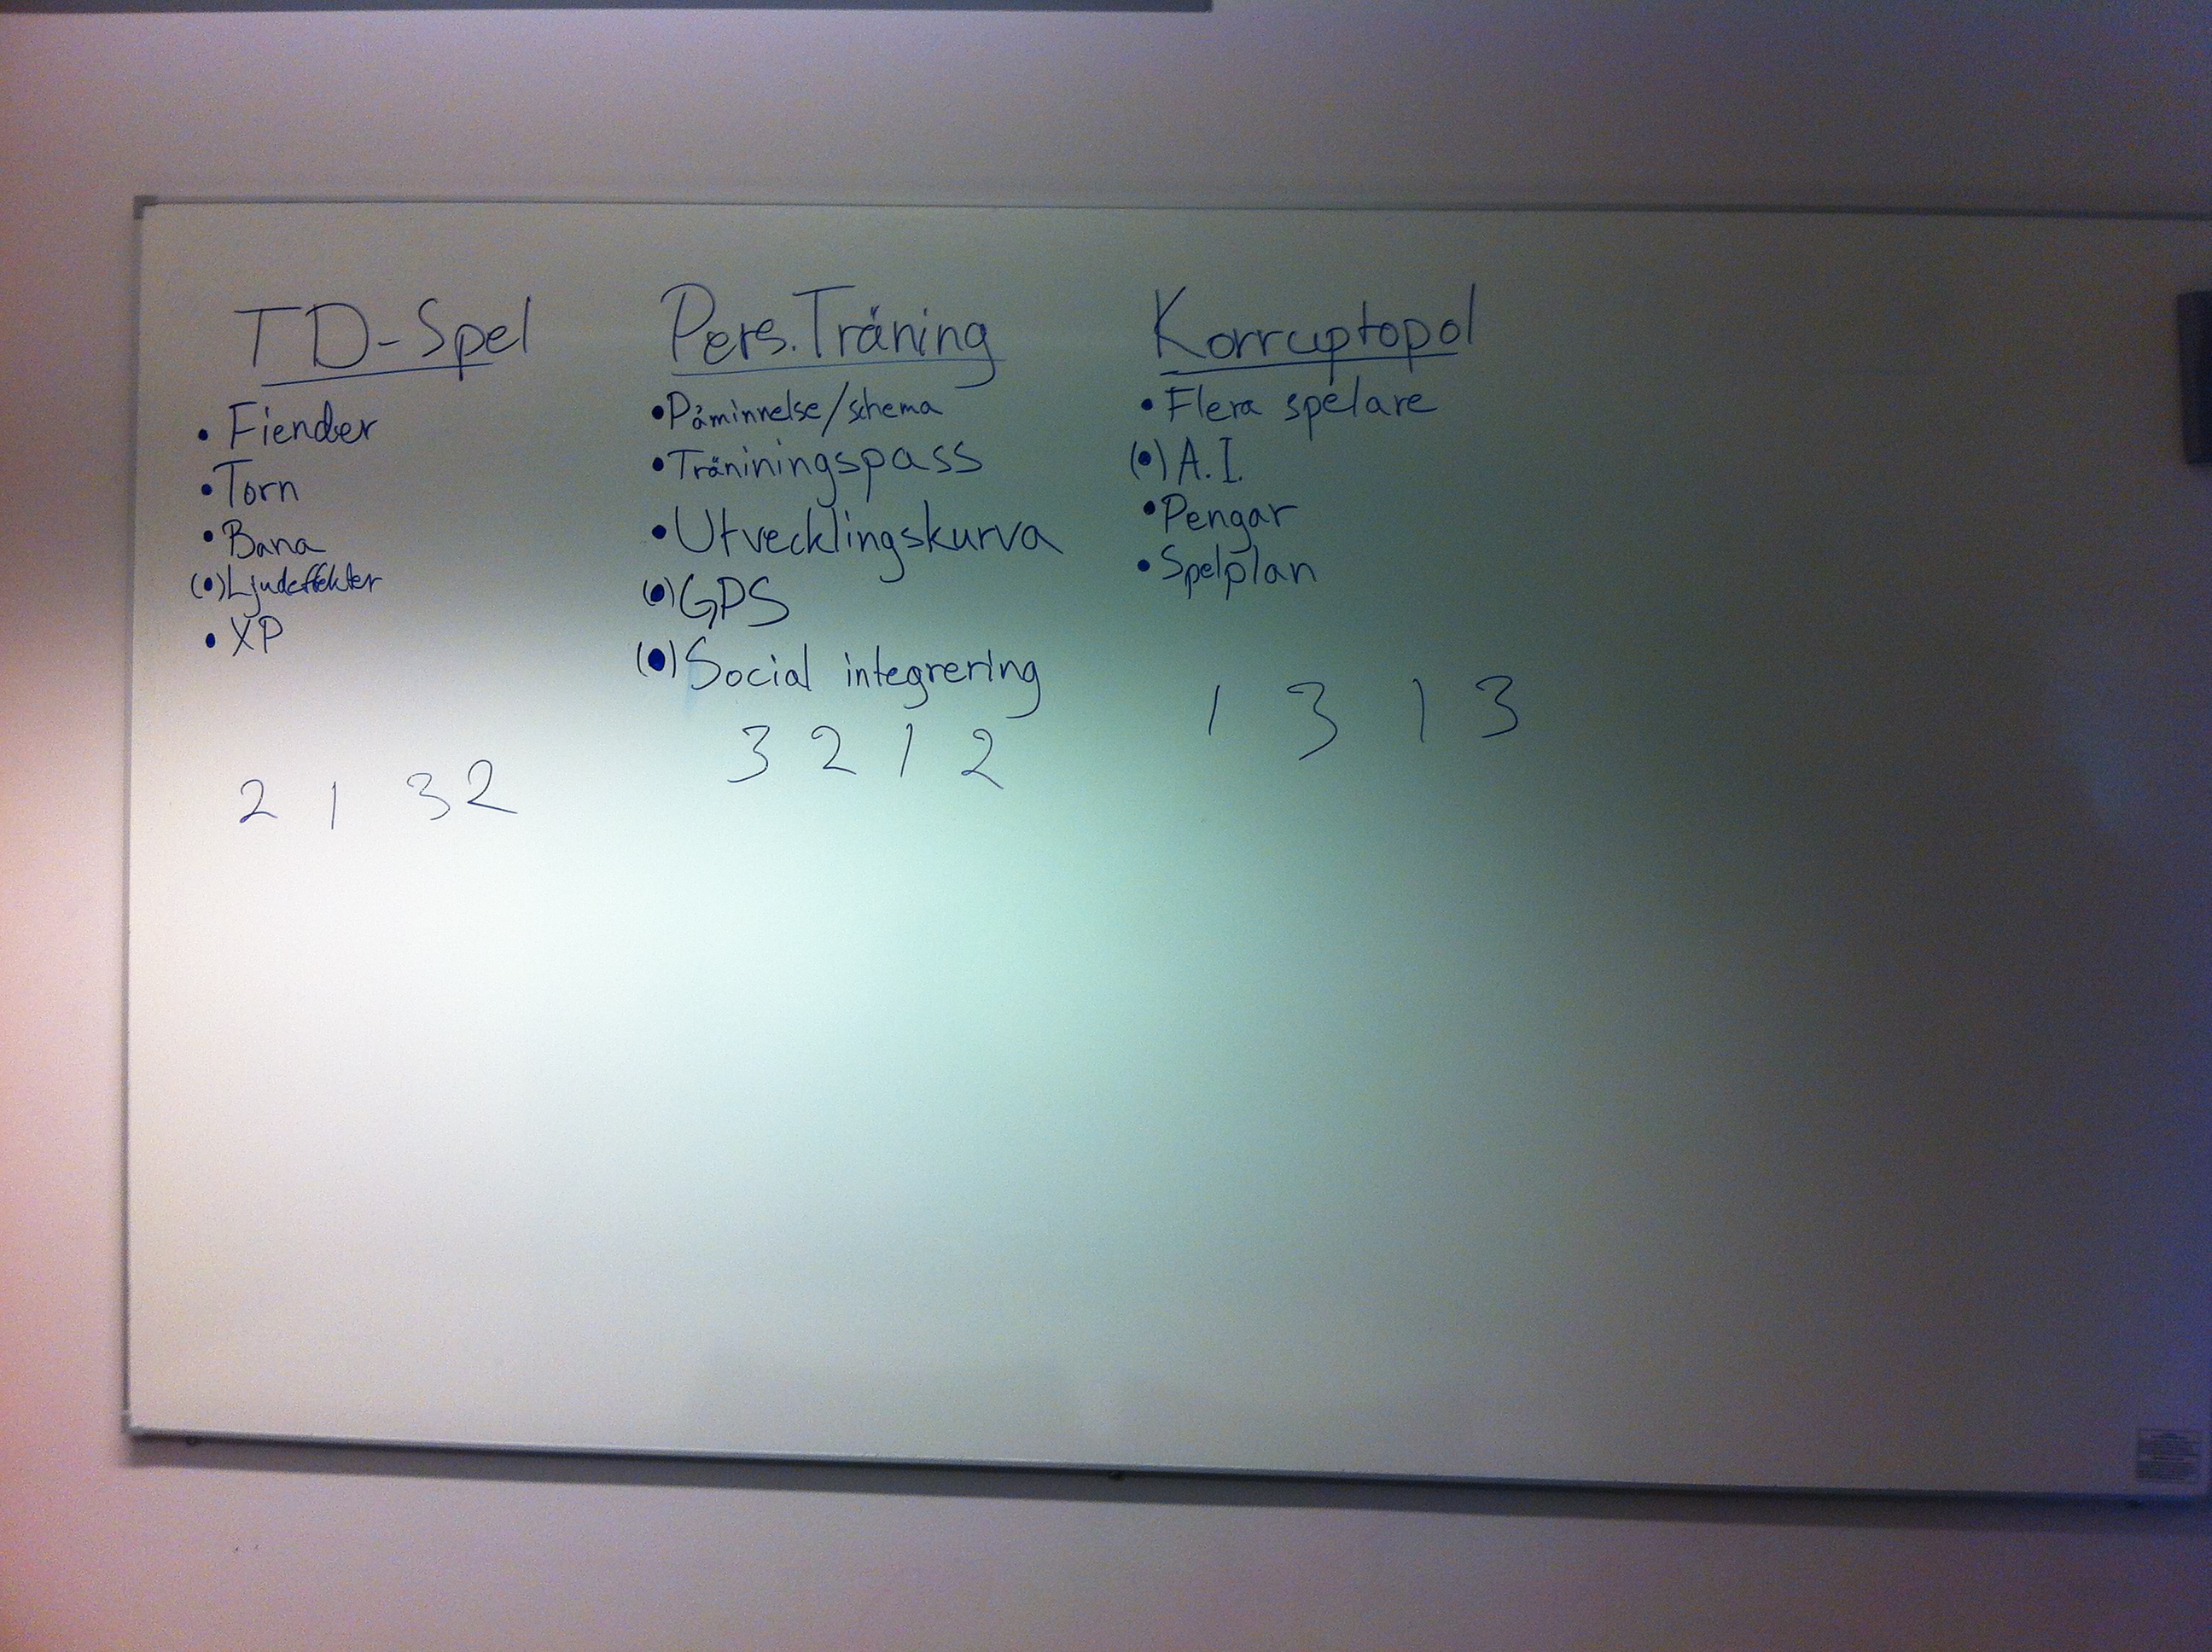 TD-Spel
• Fiender
• Torn
• Bana
(•) Ljudeffekter
• XP
2 1 3 2
Pers. Träning
• Påminnelse/schema
• Träniningspass
• Utvecklingskurva
(•) GPS
(•) Social integrering
3 2 1 2
Korruptopol
• Flera spelare
(•) A.I.
• Pengar
• Spelplan
1 3 1 3